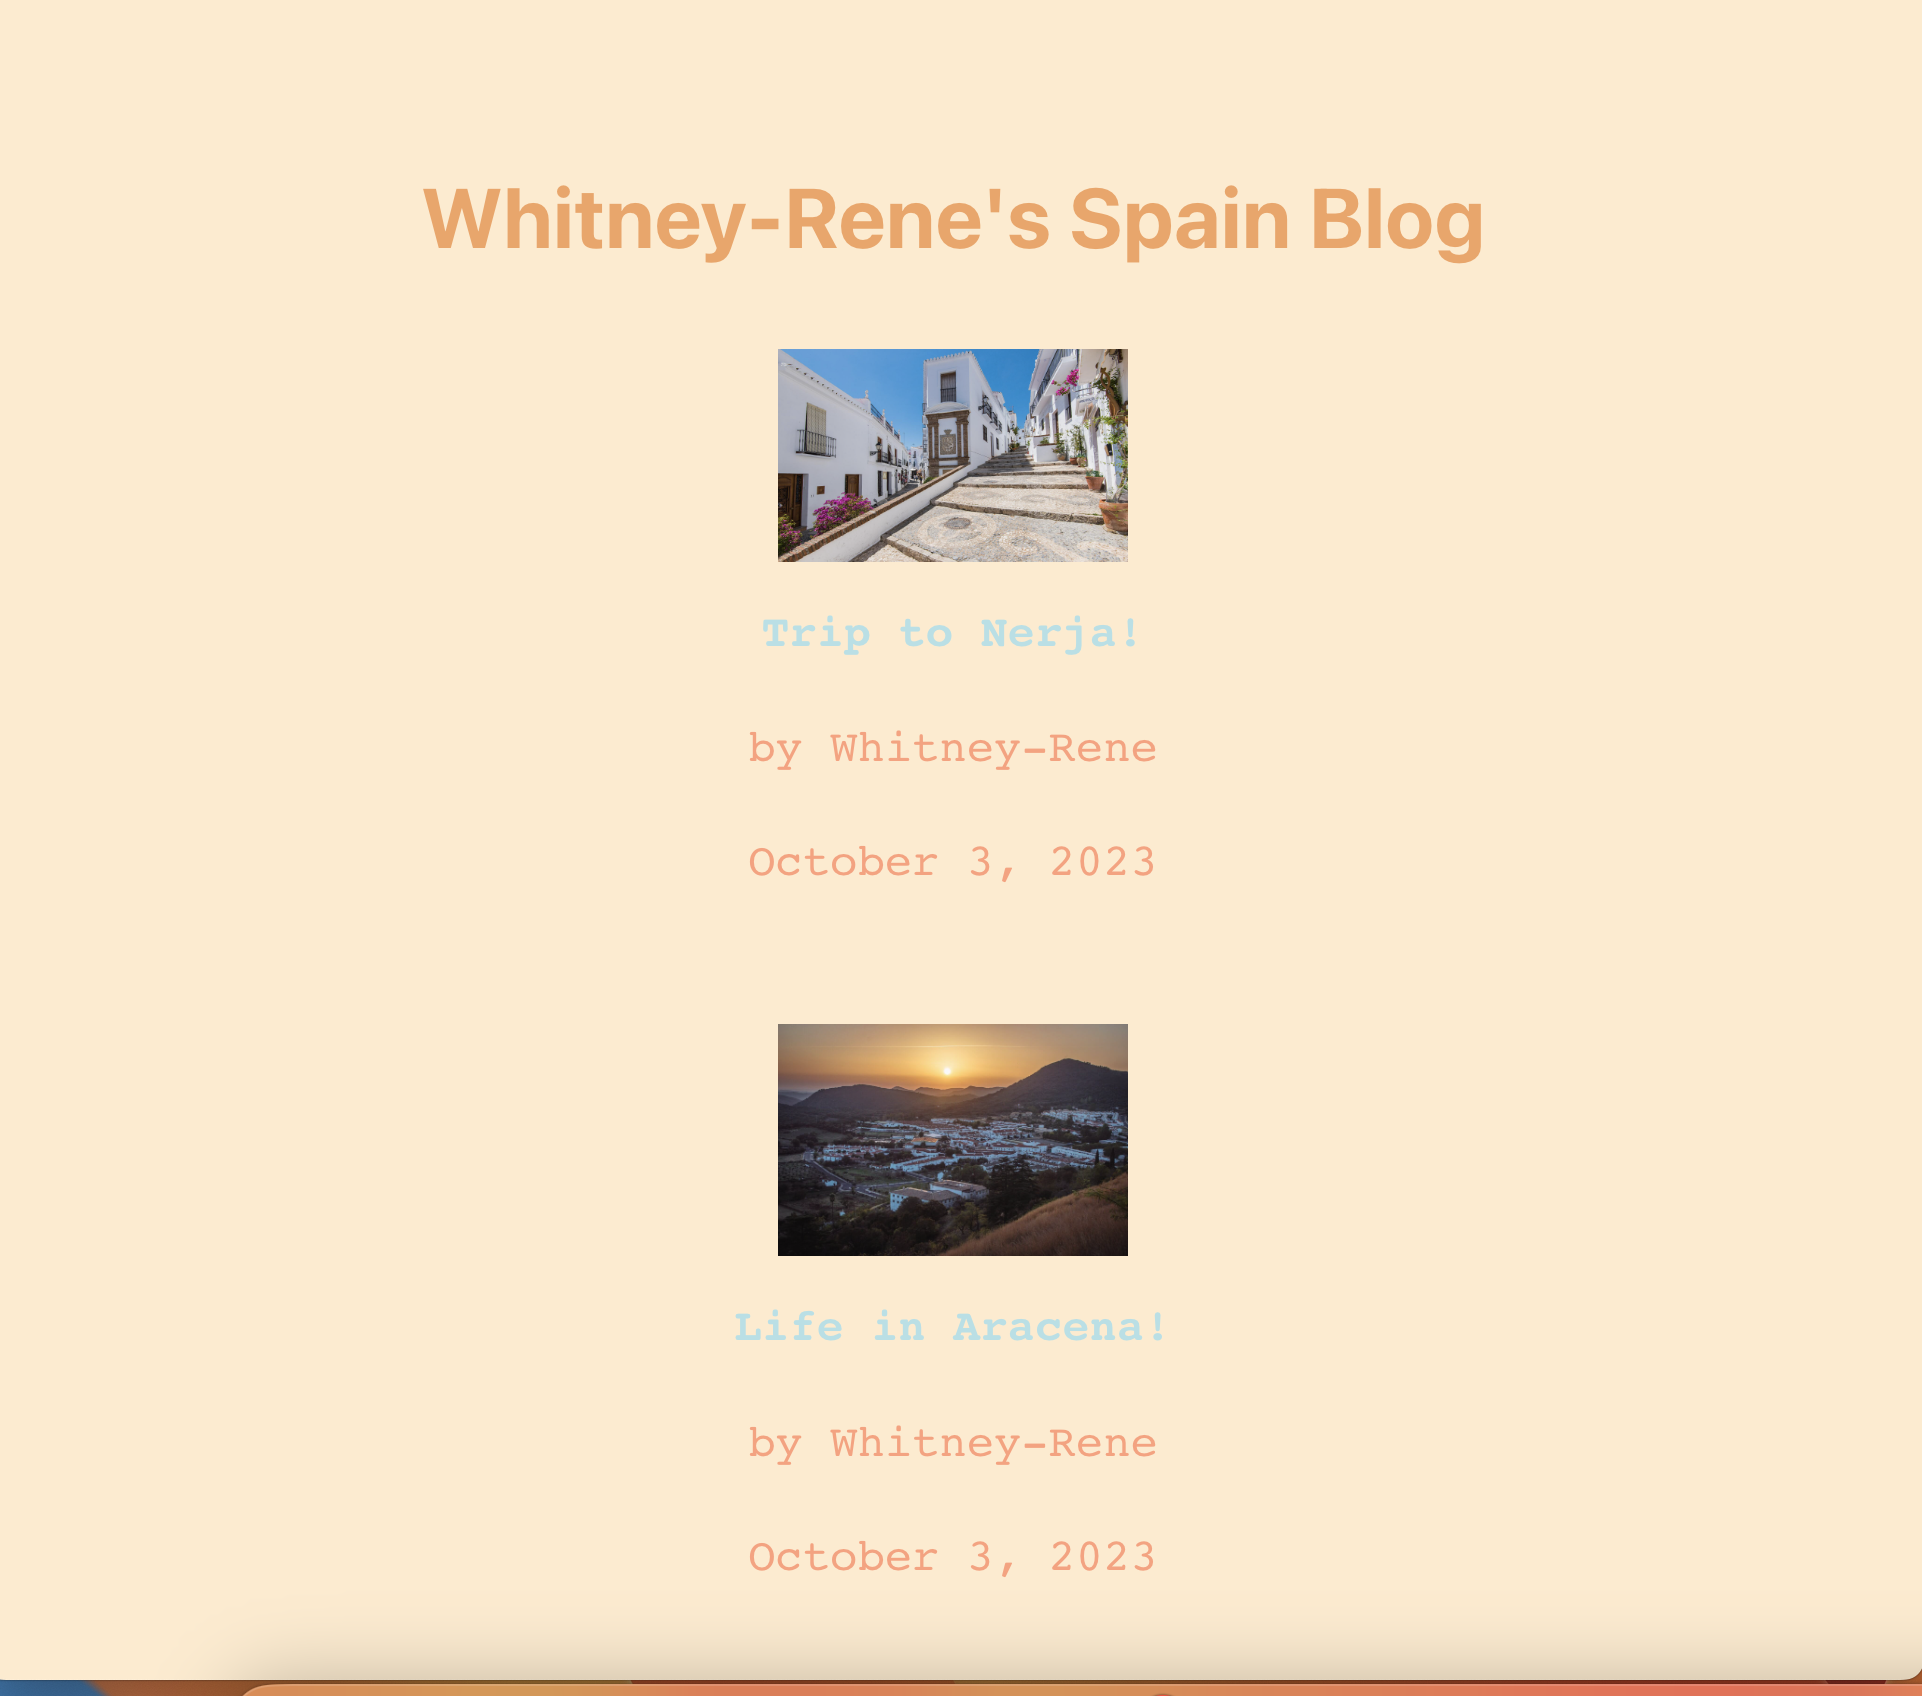 Whitney-Rene's Spain Blog
Trip to Nerja!
by Whitney-Rene
October 3, 2023
Life in Aracena!
by Whitney-Rene
October 3, 2023